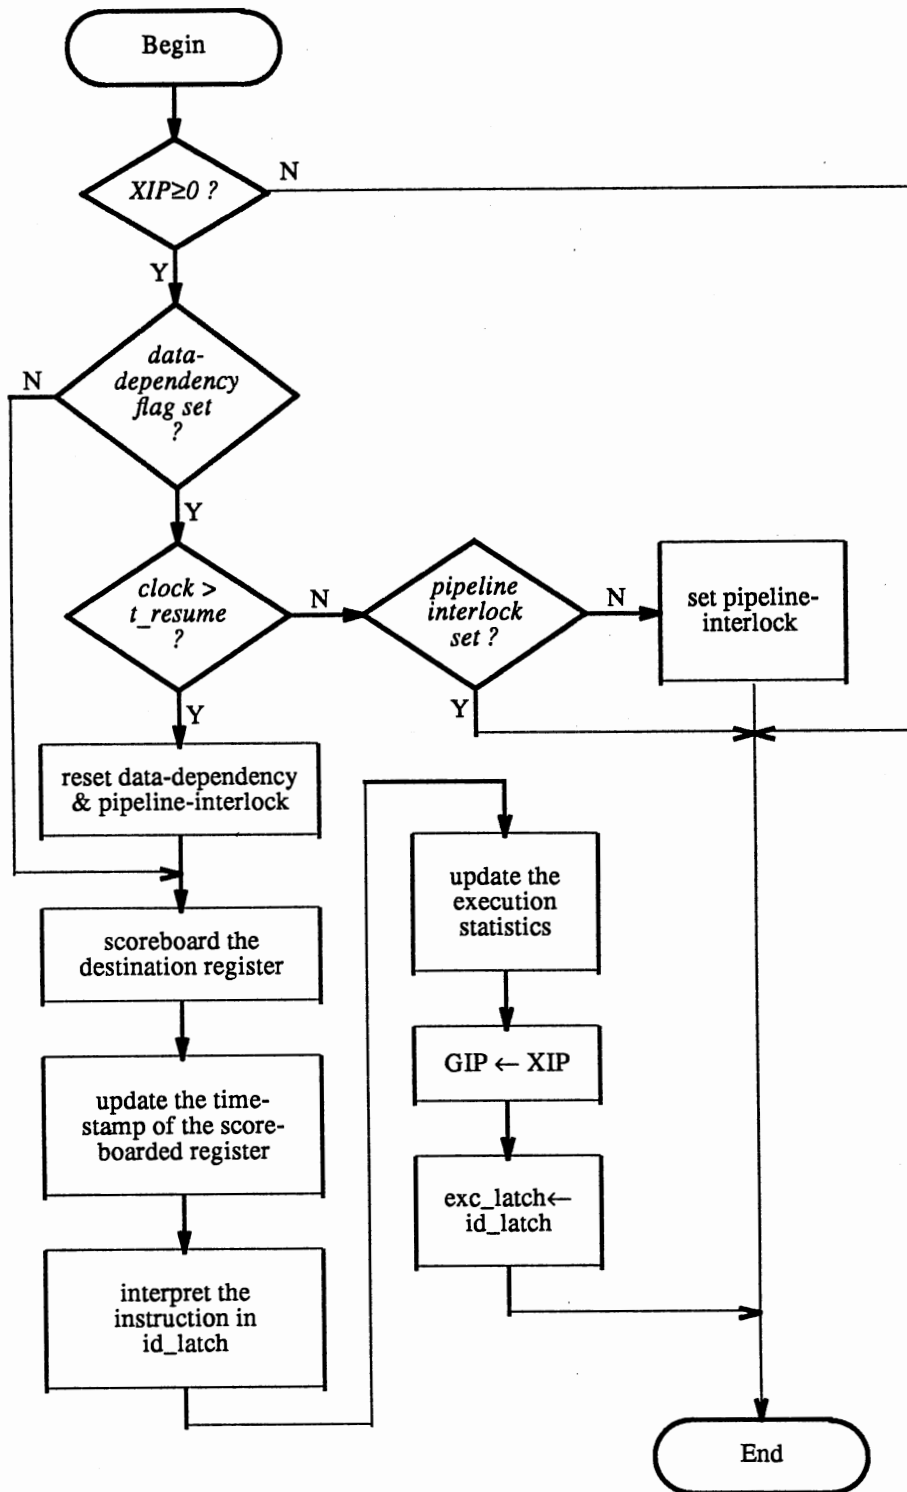 Begin
XIP≥0 ?
N
Y
data-
dependency
flag set
?
N
Y
clock >
t_resume
?
N
pipeline
interlock
set ?
N
set pipeline-
interlock
Y
Y
reset data-dependency
& pipeline-interlock
scoreboard the
destination register
update the time-
stamp of the score-
boarded register
interpret the
instruction in
id_latch
update the
execution
statistics
GIP ← XIP
exc_latch←
id_latch
End